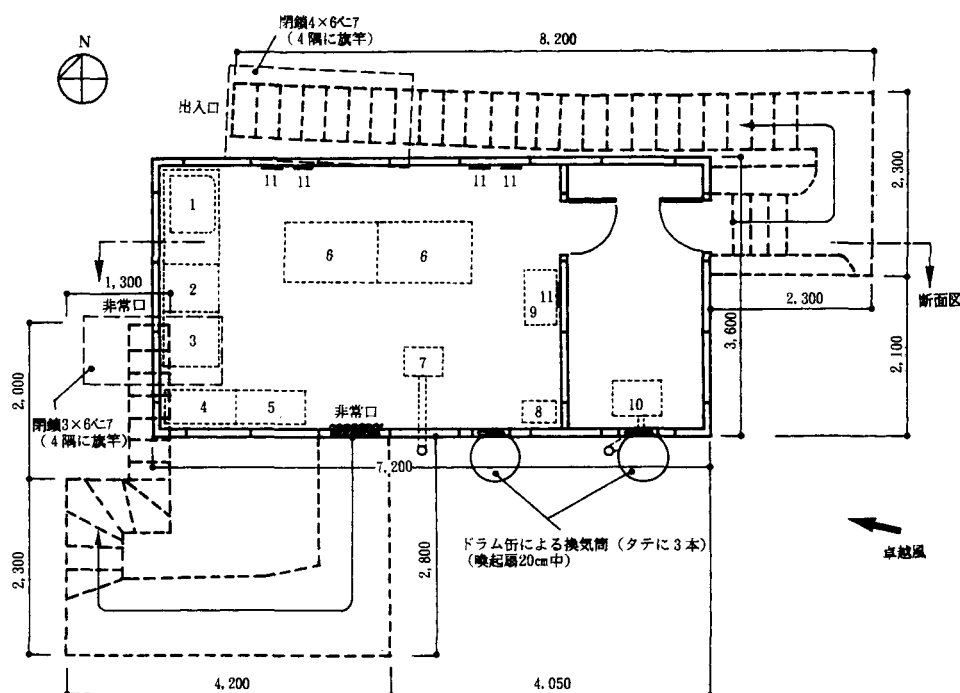 閉鎖4×6ベニア
(4隅に旗竿)
8,200
N
出入口
11
11
11
11
1
2,300
6
6
2
1,300
非常口
11
9
3
2,300
断面図
3,600
7
2,000
2,100
閉鎖3×6ベニア
(4隅に旗竿)
4
5
非常口
8
10
7,200
ドラム缶による換気筒(タテに3本)
(喚起扇20cm中)
卓越風
2,300
2,800
4,200
4.050